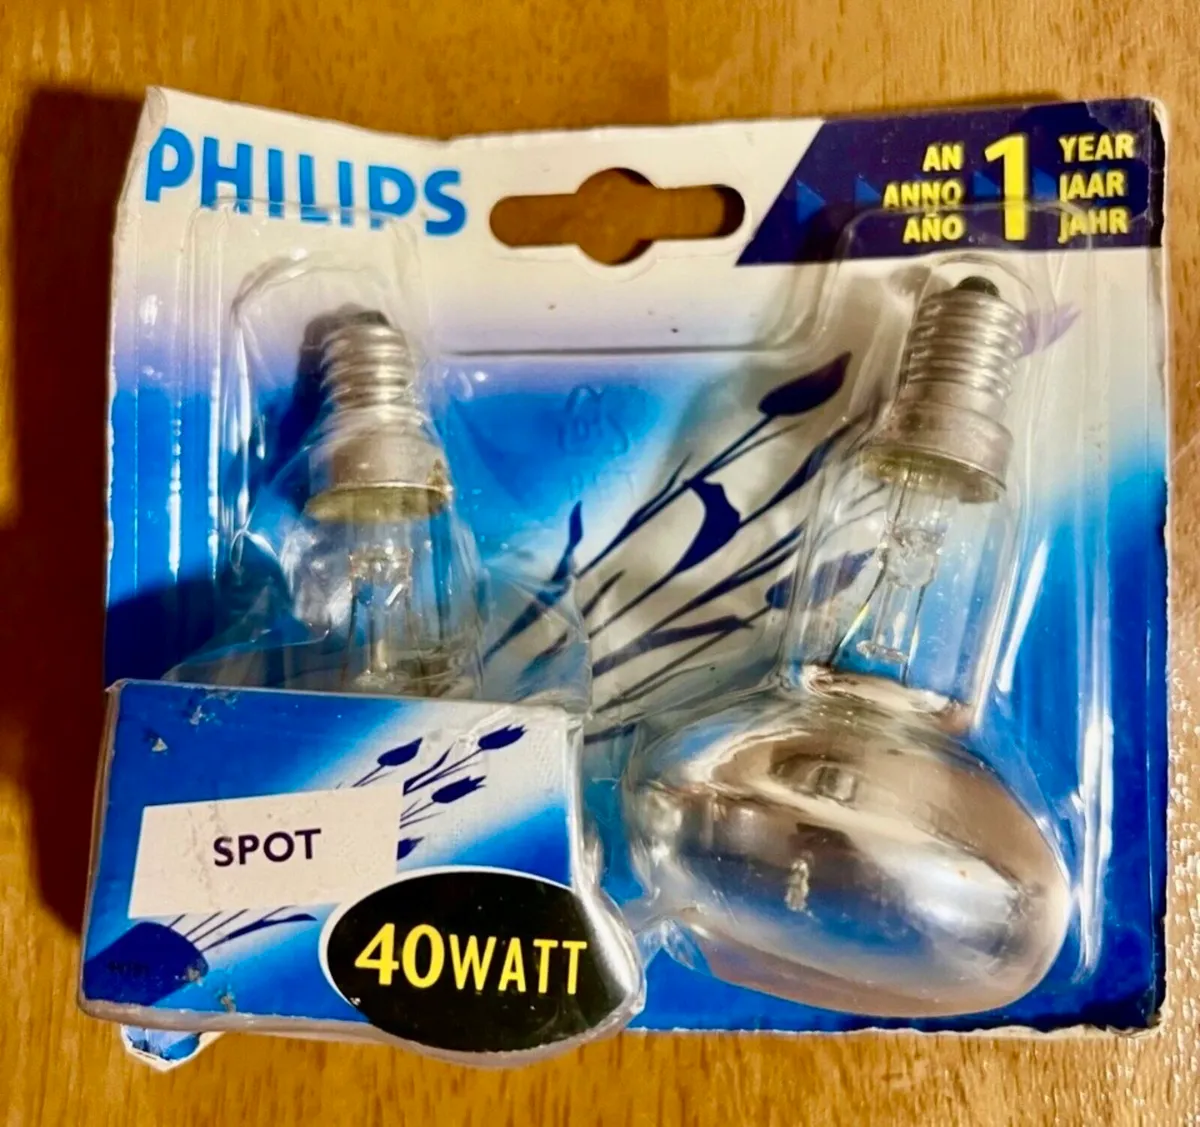 PHILIPS
AN
ANNO
AÑO
1
YEAR
JAAR
JAHR
SPOT
40WATT